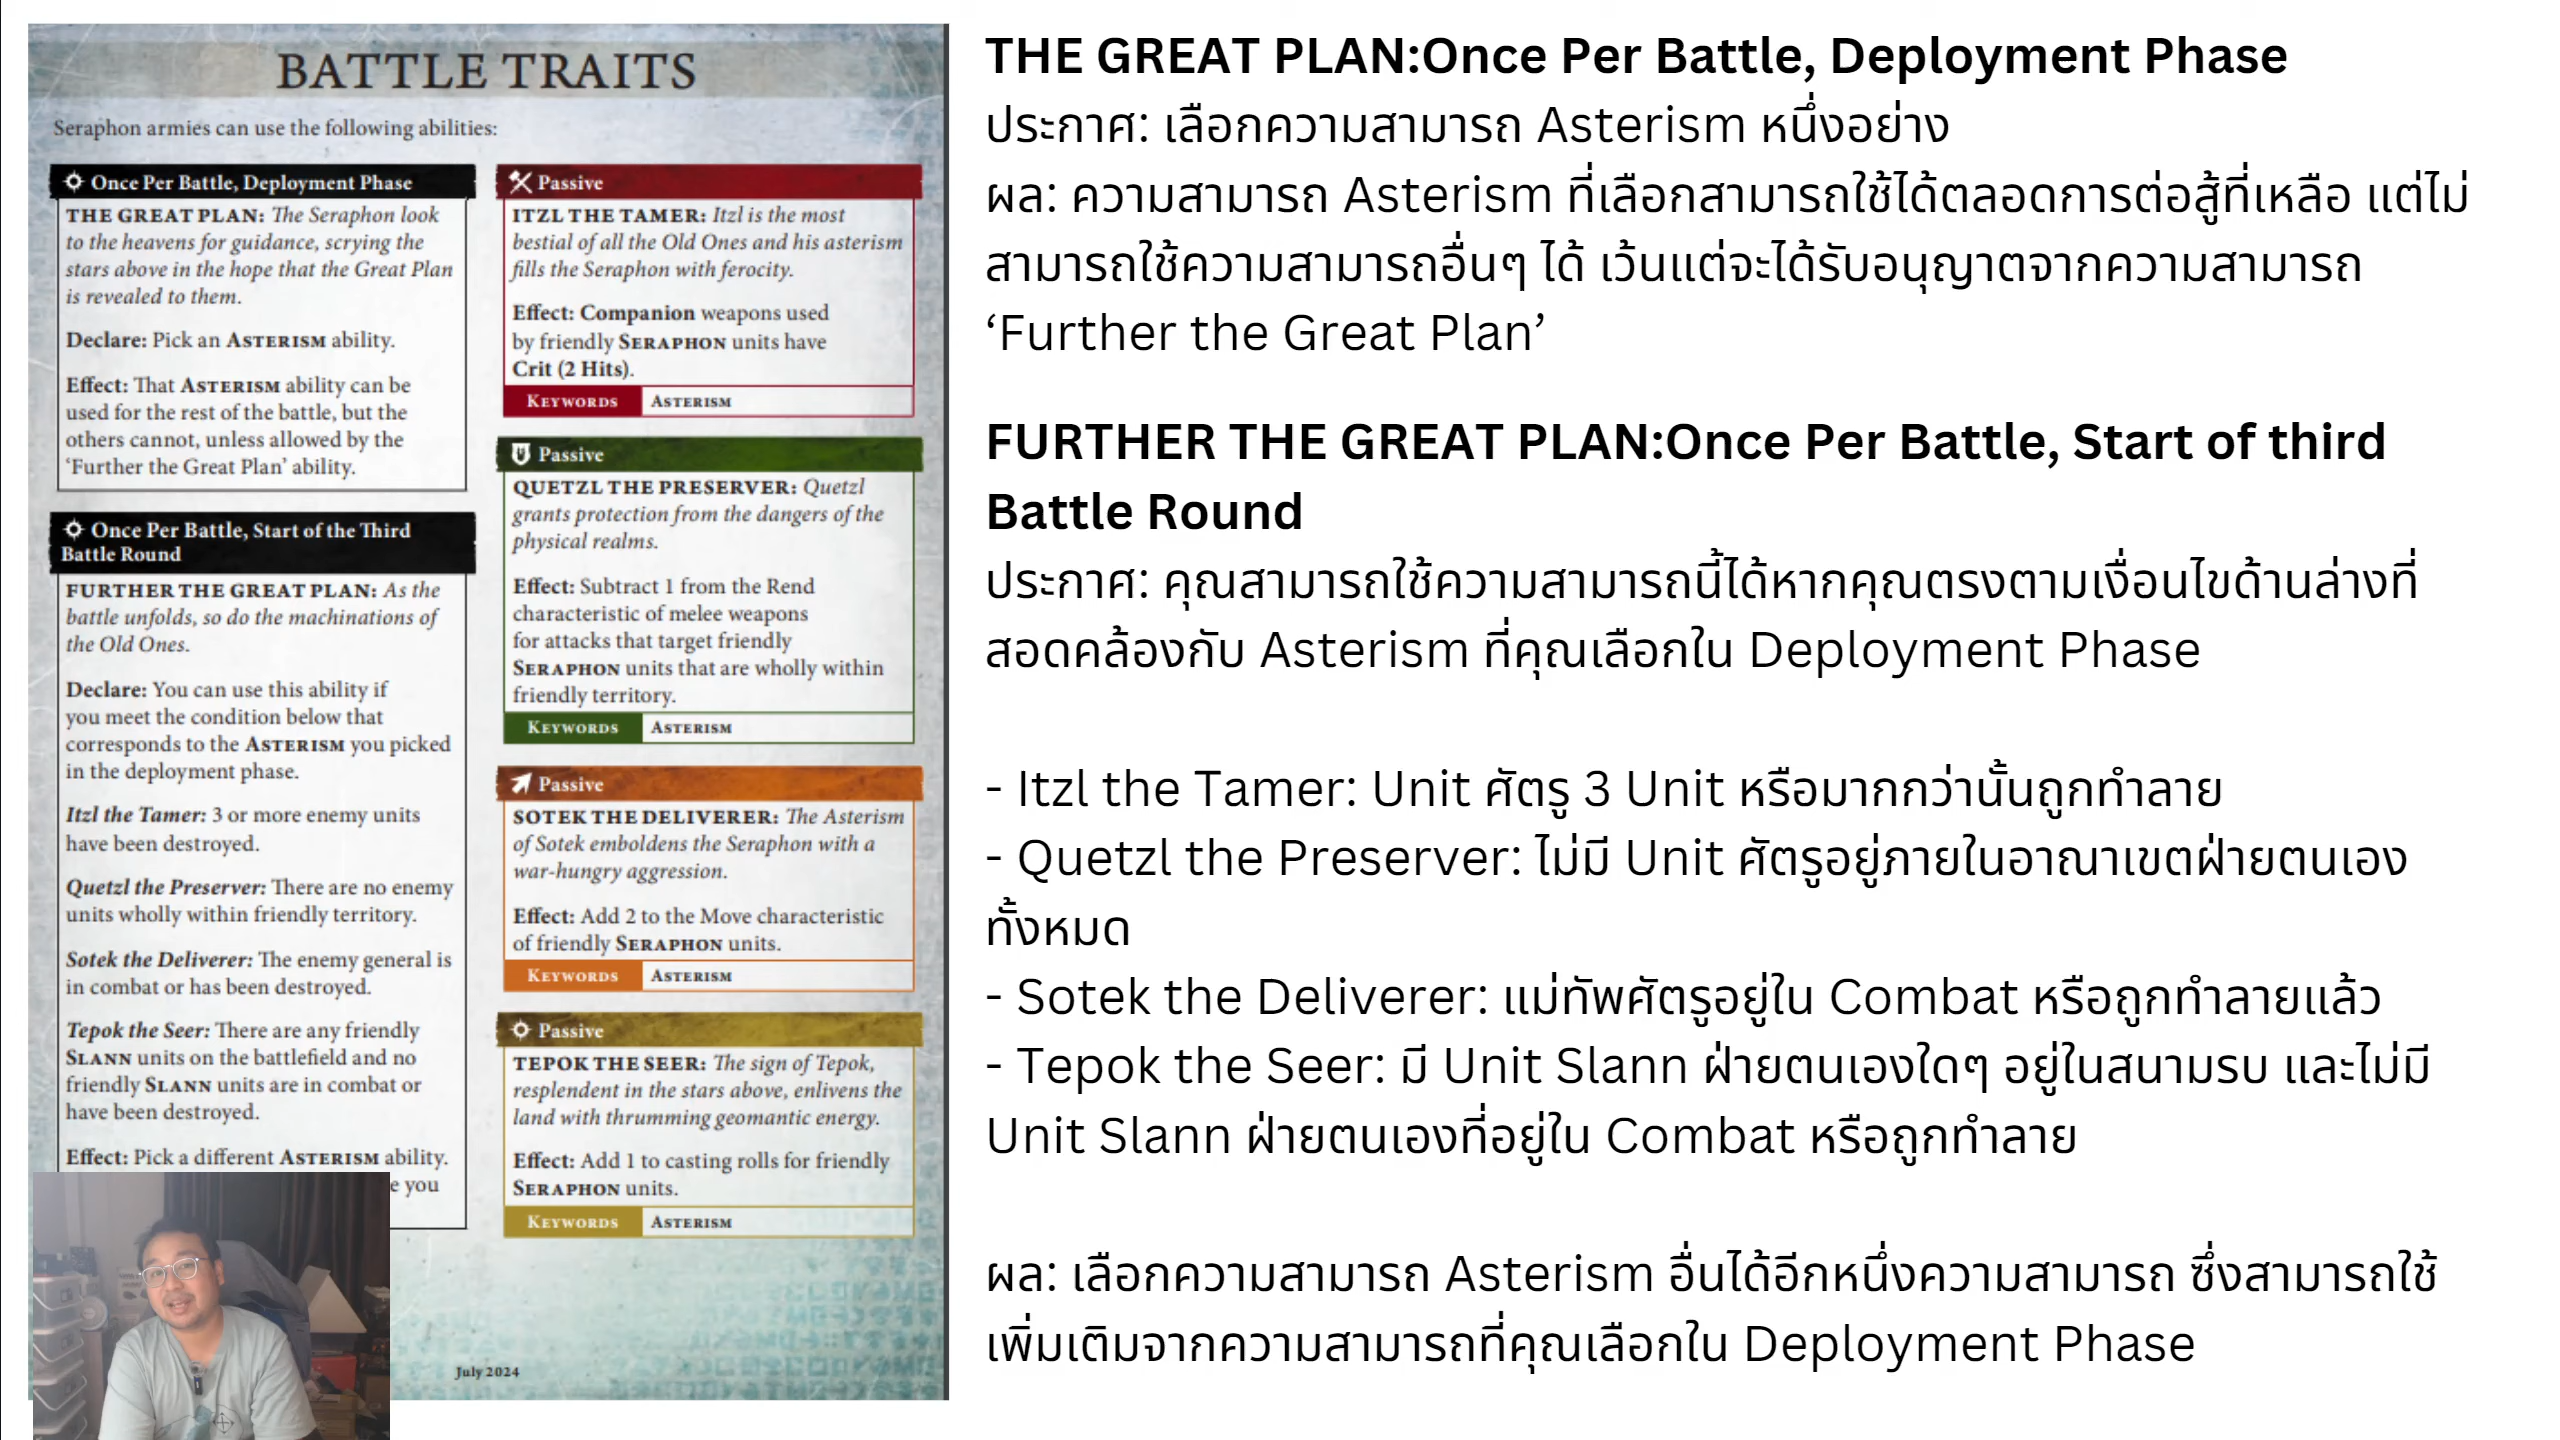 BATTLE TRAITS
Seraphon armies can use the following abilities:
Once Per Battle, Deployment Phase
THE GREAT PLAN: The Seraphon look
to the heavens for guidance, scrying the
stars above in the hope that the Great Plan
is revealed to them.
Declare: Pick an ASTERISM ability.
Effect: That ASTERISM ability can be
used for the rest of the battle, but the
others cannot, unless allowed by the
‘Further the Great Plan’ ability.
Once Per Battle, Start of the Third
Battle Round
FURTHER THE GREAT PLAN: As the
battle unfolds, so do the machinations of
the Old Ones.
Declare: You can use this ability if
you meet the condition below that
corresponds to the ASTERISM you picked
in the deployment phase.
Itzl the Tamer: 3 or more enemy units
have been destroyed.
Quetzl the Preserver: There are no enemy
units wholly within friendly territory.
Sotek the Deliverer: The enemy general is
in combat or has been destroyed.
Tepok the Seer: There are any friendly
SLANN units on the battlefield and no
friendly SLANN units are in combat or
have been destroyed.
Effect: Pick a different ASTERISM ability.
e you
Passive
ITZL THE TAMER: Itzl is the most
bestial of all the Old Ones and his asterism
fills the Seraphon with ferocity.
Effect: Companion weapons used
by friendly SERAPHON units have
Crit (2 Hits).
KEYWORDS ASTERISM
Passive
QUETZL THE PRESERVER: Quetzl
grants protection from the dangers of the
physical realms.
Effect: Subtract 1 from the Rend
characteristic of melee weapons
for attacks that target friendly
SERAPHON units that are wholly within
friendly territory.
KEYWORDS ASTERISM
Passive
SOTEK THE DELIVERER: The Asterism
of Sotek emboldens the Seraphon with a
war-hungry aggression.
Effect: Add 2 to the Move characteristic
of friendly SERAPHON units.
KEYWORDS ASTERISM
Passive
TEPOK THE SEER: The sign of Tepok,
resplendent in the stars above, enlivens the
land with thrumming geomantic energy.
Effect: Add 1 to casting rolls for friendly
SERAPHON units.
KEYWORDS ASTERISM
July 2024
THE GREAT PLAN:Once Per Battle, Deployment Phase
ประกาศ: เลือกความสามารถ Asterism หนึ่งอย่าง
ผล: ความสามารถ Asterism ที่เลือกสามารถใช้ได้ตลอดการต่อสู้ที่เหลือ แต่ไม่
สามารถใช้ความสามารถอื่นๆ ได้ เว้นแต่จะได้รับอนุญาตจากความสามารถ
‘Further the Great Plan’
FURTHER THE GREAT PLAN:Once Per Battle, Start of third
Battle Round
ประกาศ: คุณสามารถใช้ความสามารถนี้ได้หากคุณตรงตามเงื่อนไขด้านล่างที่
สอดคล้องกับ Asterism ที่คุณเลือกใน Deployment Phase
- Itzl the Tamer: Unit ศัตรู 3 Unit หรือมากกว่านั้นถูกทำลาย
- Quetzl the Preserver: ไม่มี Unit ศัตรูอยู่ภายในอาณาเขตฝ่ายตนเอง
ทั้งหมด
- Sotek the Deliverer: แม่ทัพศัตรูอยู่ใน Combat หรือถูกทำลายแล้ว
- Tepok the Seer: มี Unit Slann ฝ่ายตนเองใดๆ อยู่ในสนามรบ และไม่มี
Unit Slann ฝ่ายตนเองที่อยู่ใน Combat หรือถูกทำลาย
ผล: เลือกความสามารถ Asterism อื่นได้อีกหนึ่งความสามารถ ซึ่งสามารถใช้
เพิ่มเติมจากความสามารถที่คุณเลือกใน Deployment Phase